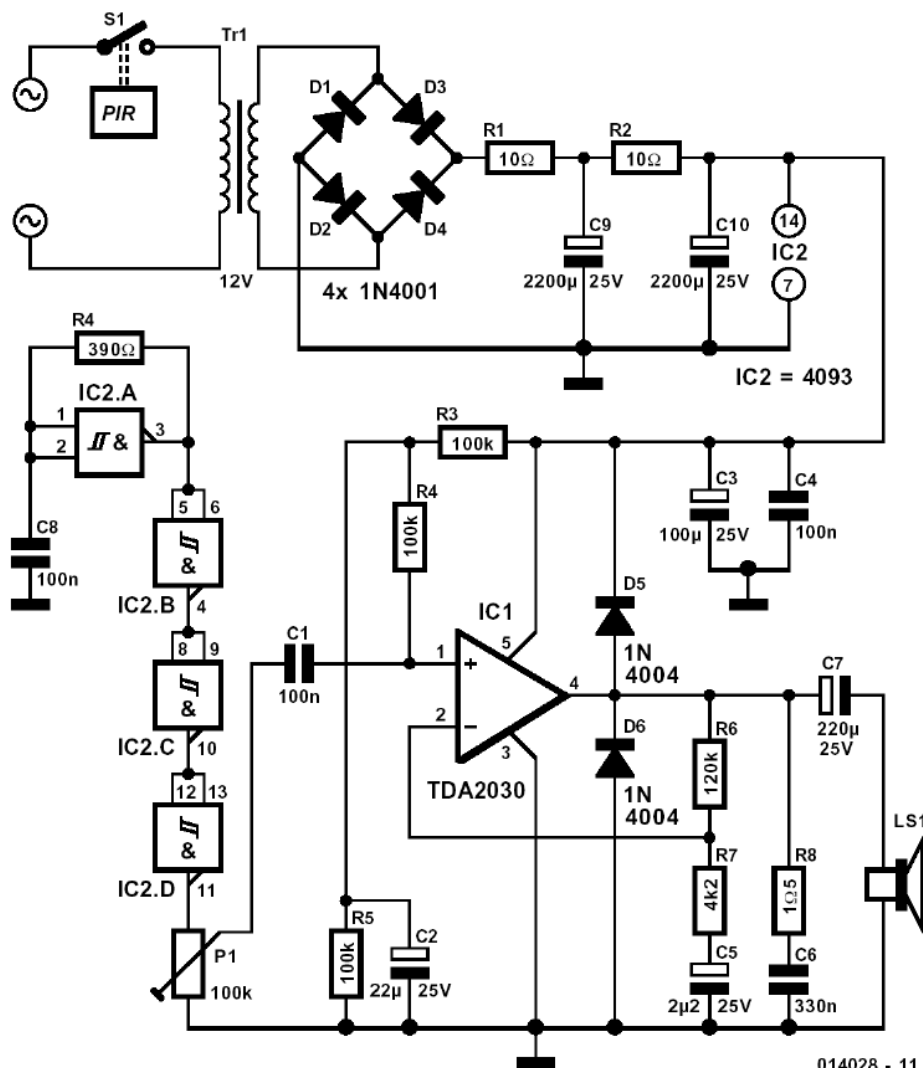 S1
Tr1
PIR
12V
D1
D3
D2
D4
4x 1N4001
R1
10Ω
R2
10Ω
C9
2200µ 25V
C10
2200µ 25V
14
IC2
7
IC2 = 4093
R4
390Ω
IC2.A
1
2
&
3
C8
100n
5 6
&
IC2.B 4
8 9
&
IC2.C 10
12 13
&
IC2.D 11
P1
100k
C1
100n
R3
100k
R4
100k
C3
100µ 25V
C4
100n
IC1
1
+
2
−
5
4
3
TDA2030
D5
1N
4004
D6
1N
4004
R6
120k
R7
4k2
C5
2µ2 25V
R8
1Ω5
C6
330n
C7
220µ
25V
LS1
R5
100k
C2
22µ 25V
014028 - 11